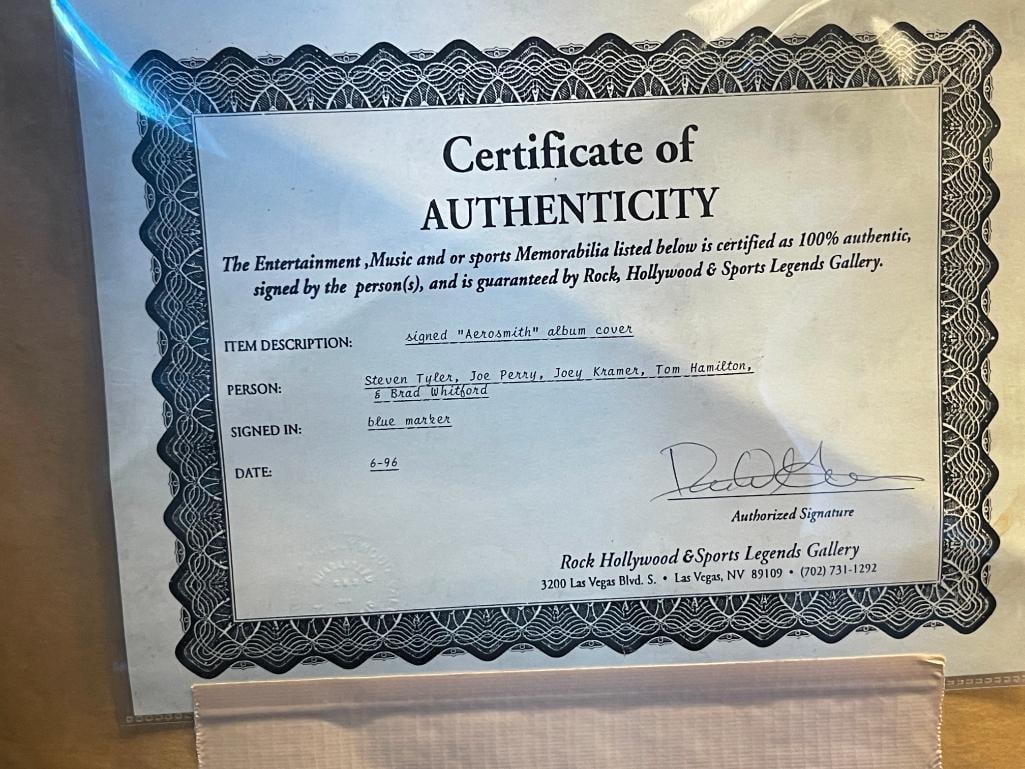 Certificate of
AUTHENTICITY
The Entertainment ,Music and or sports Memorabilia listed below is certified as 100% authentic,
signed by the person(s), and is guaranteed by Rock, Hollywood & Sports Legends Gallery.
ITEM DESCRIPTION: signed "Aerosmith" album cover
PERSON: Steven Tyler, Joe Perry, Joey Kramer, Tom Hamilton,
& Brad Whitford
SIGNED IN: blue marker
DATE: 6-96
Authorized Signature
Rock Hollywood &Sports Legends Gallery
3200 Las Vegas Blvd. S. • Las Vegas, NV 89109 • (702) 731-1292